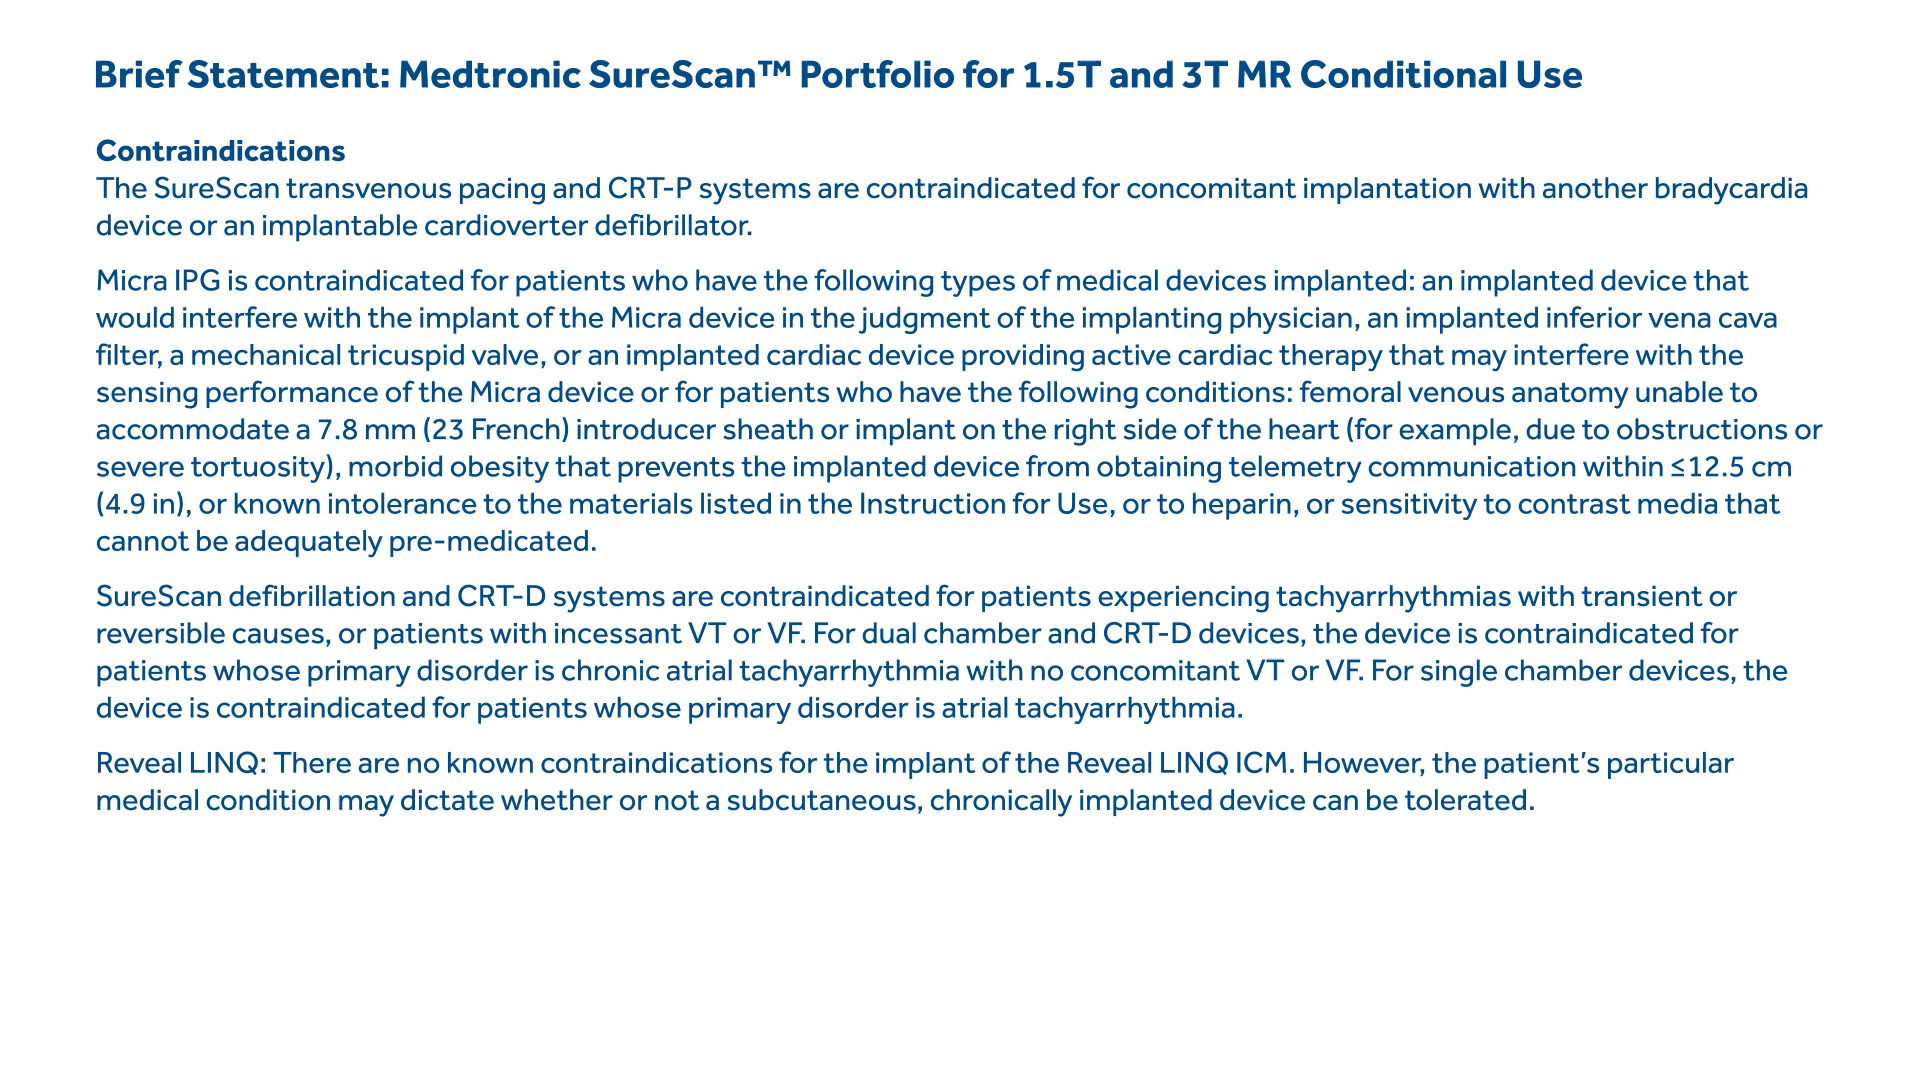 Brief Statement: Medtronic SureScan™ Portfolio for 1.5T and 3T MR Conditional Use
Contraindications
The SureScan transvenous pacing and CRT-P systems are contraindicated for concomitant implantation with another bradycardia
device or an implantable cardioverter defibrillator.
Micra IPG is contraindicated for patients who have the following types of medical devices implanted: an implanted device that
would interfere with the implant of the Micra device in the judgment of the implanting physician, an implanted inferior vena cava
filter, a mechanical tricuspid valve, or an implanted cardiac device providing active cardiac therapy that may interfere with the
sensing performance of the Micra device or for patients who have the following conditions: femoral venous anatomy unable to
accommodate a 7.8 mm (23 French) introducer sheath or implant on the right side of the heart (for example, due to obstructions or
severe tortuosity), morbid obesity that prevents the implanted device from obtaining telemetry communication within ≤12.5 cm
(4.9 in), or known intolerance to the materials listed in the Instruction for Use, or to heparin, or sensitivity to contrast media that
cannot be adequately pre-medicated.
SureScan defibrillation and CRT-D systems are contraindicated for patients experiencing tachyarrhythmias with transient or
reversible causes, or patients with incessant VT or VF. For dual chamber and CRT-D devices, the device is contraindicated for
patients whose primary disorder is chronic atrial tachyarrhythmia with no concomitant VT or VF. For single chamber devices, the
device is contraindicated for patients whose primary disorder is atrial tachyarrhythmia.
Reveal LINQ: There are no known contraindications for the implant of the Reveal LINQ ICM. However, the patient's particular
medical condition may dictate whether or not a subcutaneous, chronically implanted device can be tolerated.